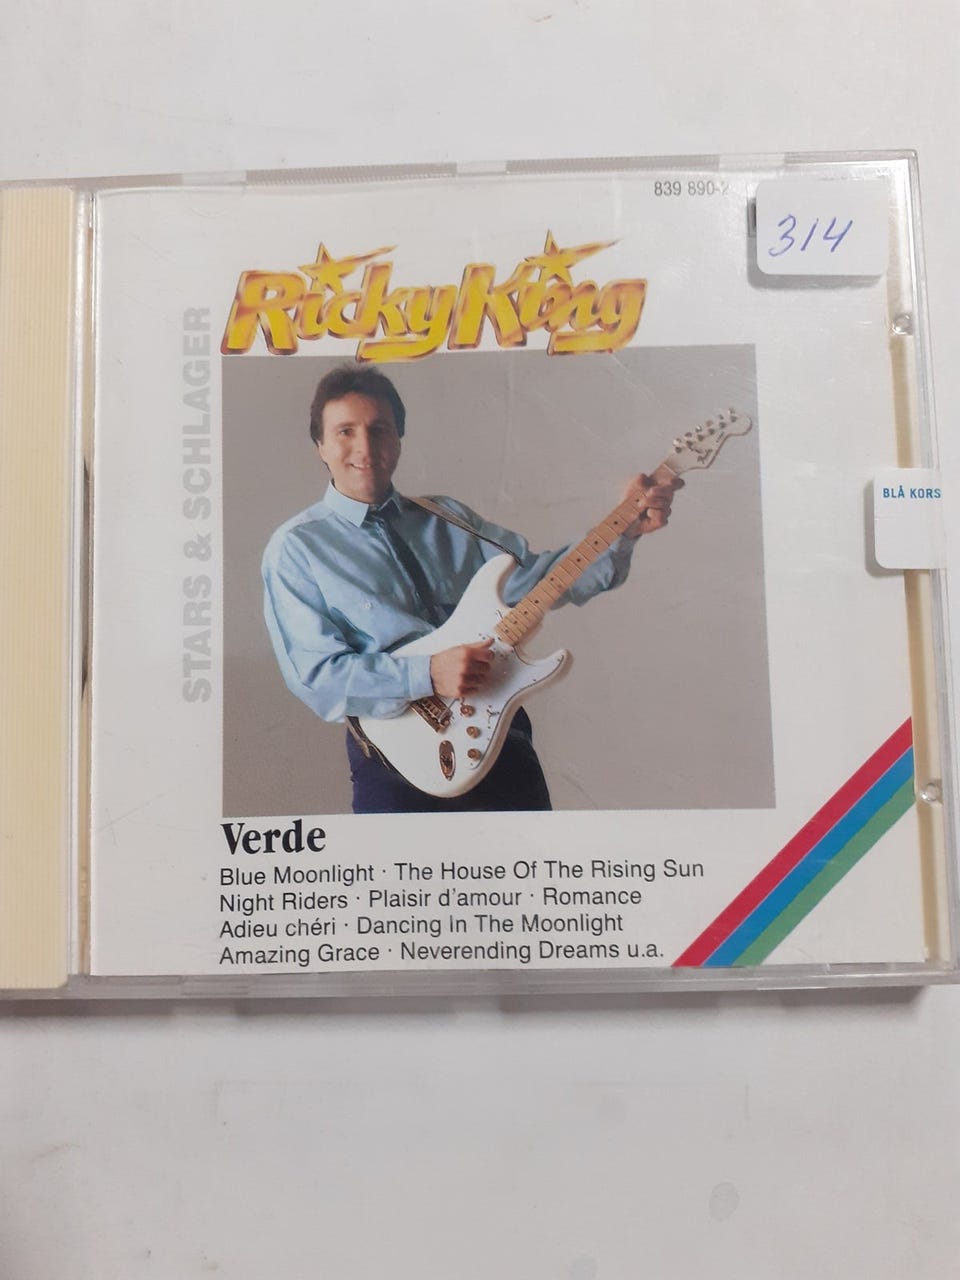 839 890-2
314
Ricky King
STARS & SCHLAGER
BLÅ KORS
Verde
Blue Moonlight · The House Of The Rising Sun
Night Riders · Plaisir d'amour · Romance
Adieu chéri · Dancing In The Moonlight
Amazing Grace · Neverending Dreams u.a.